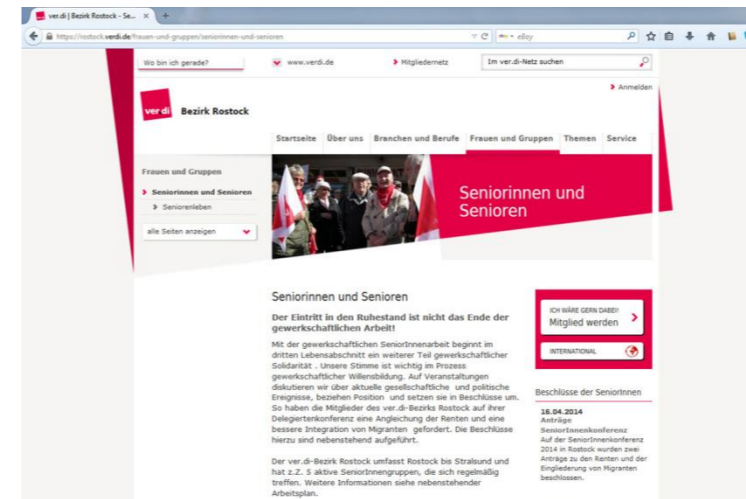 ver.di | Bezirk Rostock - Se...
https://rostock.verdi.de/frauen-und-gruppen/seniorinnen-und-senioren
eBay
Wo bin ich gerade?
www.verdi.de
Mitgliedernetz
Im ver.di-Netz suchen
Anmelden
ver di
Bezirk Rostock
Startseite Über uns Branchen und Berufe Frauen und Gruppen Themen Service
Frauen und Gruppen
Seniorinnen und Senioren
Seniorenleben
alle Seiten anzeigen
Seniorinnen und
Senioren
Seniorinnen und Senioren
Der Eintritt in den Ruhestand ist nicht das Ende der
gewerkschaftlichen Arbeit!
Mit der gewerkschaftlichen SeniorInnenarbeit beginnt im
dritten Lebensabschnitt ein weiterer Teil gewerkschaftlicher
Solidarität . Unsere Stimme ist wichtig im Prozess
gewerkschaftlicher Willensbildung. Auf Veranstaltungen
diskutieren wir über aktuelle gesellschaftliche und politische
Ereignisse, beziehen Position und setzen sie in Beschlüsse um.
So haben die Mitglieder des ver.di-Bezirks Rostock auf ihrer
Delegiertenkonferenz eine Angleichung der Renten und eine
bessere Integration von Migranten gefordert. Die Beschlüsse
hierzu sind nebenstehend aufgeführt.
Der ver.di-Bezirk Rostock umfasst Rostock bis Stralsund und
hat z.Z. 5 aktive SeniorInnengruppen, die sich regelmäßig
treffen. Weitere Informationen siehe nebenstehender
Arbeitsplan.
ICH WÄRE GERN DABEI!
Mitglied werden
INTERNATIONAL
Beschlüsse der SeniorInnen
16.04.2014
Anträge
SeniorInnenkonferenz
Auf der SeniorInnenkonferenz
2014 in Rostock wurden zwei
Anträge zu den Renten und der
Eingliederung von Migranten
beschlossen.